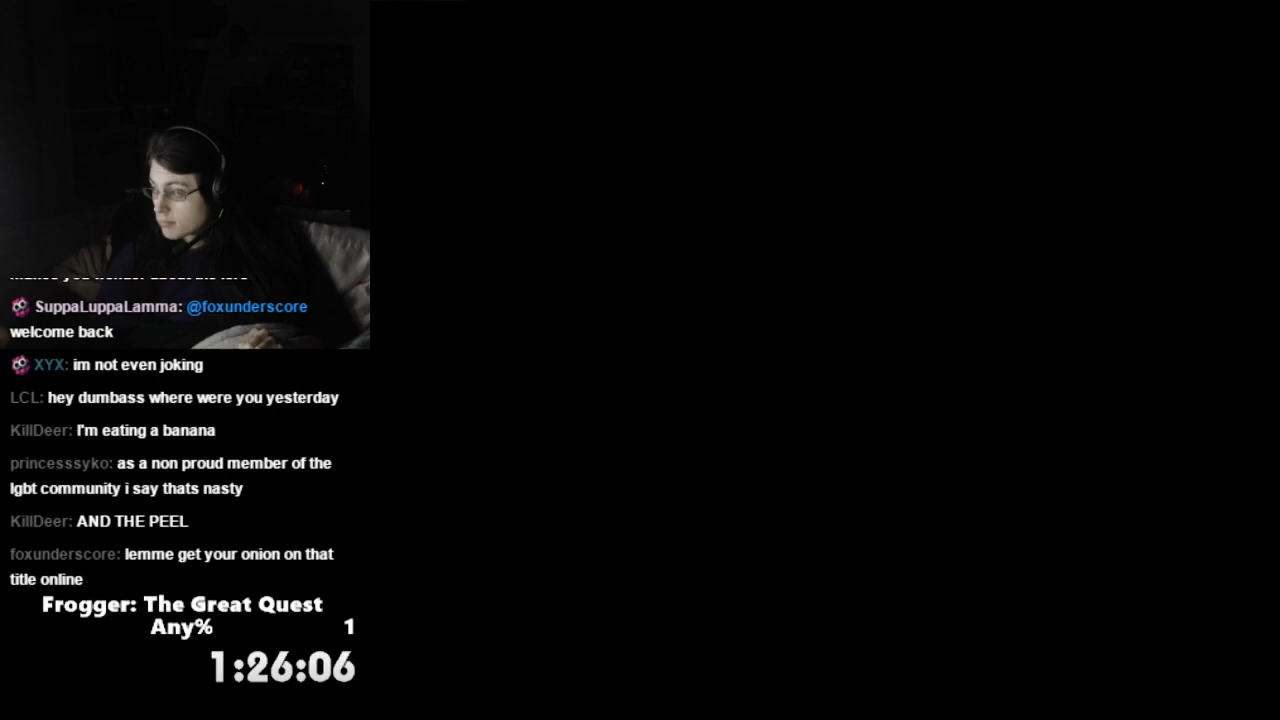 SuppaLuppaLamma: @foxunderscore
welcome back
XYX: im not even joking
LCL: hey dumbass where were you yesterday
KillDeer: I'm eating a banana
princesssyko: as a non proud member of the
lgbt community i say thats nasty
KillDeer: AND THE PEEL
foxunderscore: lemme get your onion on that
title online
Frogger: The Great Quest
Any% 1
1:26:06